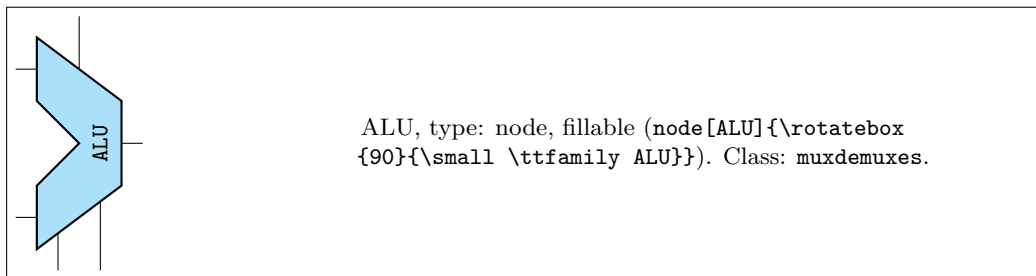 ALU
ALU, type: node, fillable (node[ALU]{\rotatebox
{90}{\small \ttfamily ALU}}). Class: muxdemuxes.